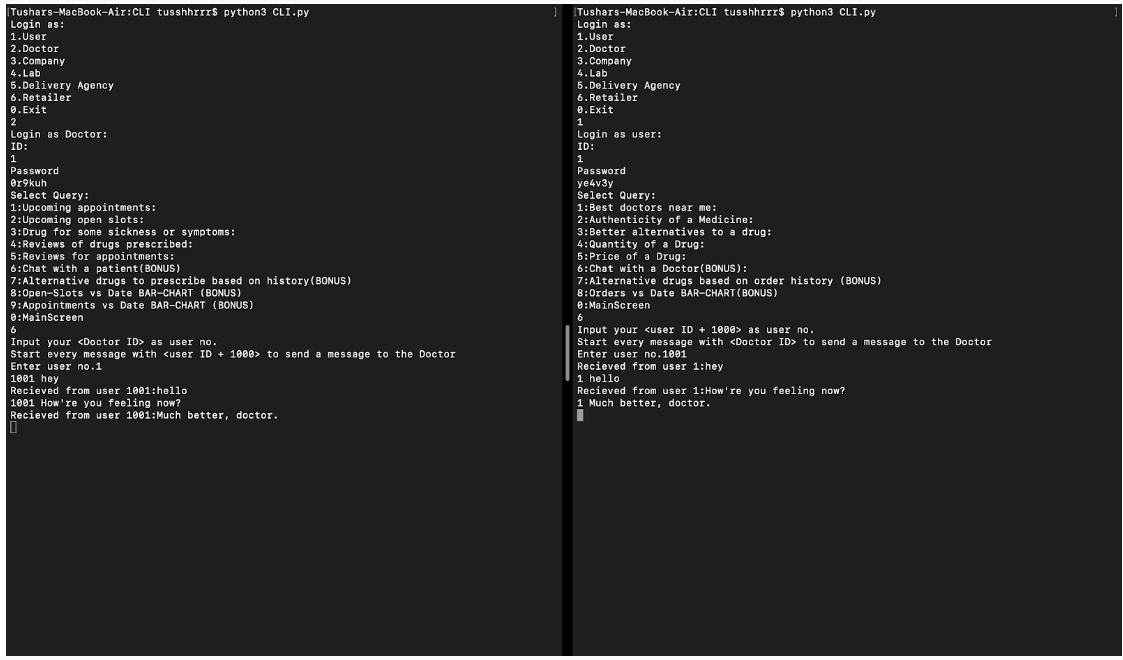 [Tushars-MacBook-Air:CLI tusshhrrr$ python3 CLI.py ]
Login as:
1.User
2.Doctor
3.Company
4.Lab
5.Delivery Agency
6.Retailer
0.Exit
2
Login as Doctor:
ID:
1
Password
0r9kuh
Select Query:
1:Upcoming appointments:
2:Upcoming open slots:
3:Drug for some sickness or symptoms:
4:Reviews of drugs prescribed:
5:Reviews for appointments:
6:Chat with a patient(BONUS)
7:Alternative drugs to prescribe based on history(BONUS)
8:Open-Slots vs Date BAR-CHART (BONUS)
9:Appointments vs Date BAR-CHART (BONUS)
0:MainScreen
6
Input your <Doctor ID> as user no.
Start every message with <user ID + 1000> to send a message to the Doctor
Enter user no.1
1001 hey
Recieved from user 1001:hello
1001 How're you feeling now?
Recieved from user 1001:Much better, doctor.
[Tushars-MacBook-Air:CLI tusshhrrr$ python3 CLI.py ]
Login as:
1.User
2.Doctor
3.Company
4.Lab
5.Delivery Agency
6.Retailer
0.Exit
1
Login as user:
ID:
1
Password
ye4v3y
Select Query:
1:Best doctors near me:
2:Authenticity of a Medicine:
3:Better alternatives to a drug:
4:Quantity of a Drug:
5:Price of a Drug:
6:Chat with a Doctor(BONUS):
7:Alternative drugs based on order history (BONUS)
8:Orders vs Date BAR-CHART(BONUS)
0:MainScreen
6
Input your <user ID + 1000> as user no.
Start every message with <Doctor ID> to send a message to the Doctor
Enter user no.1001
Recieved from user 1:hey
1 hello
Recieved from user 1:How're you feeling now?
1 Much better, doctor.